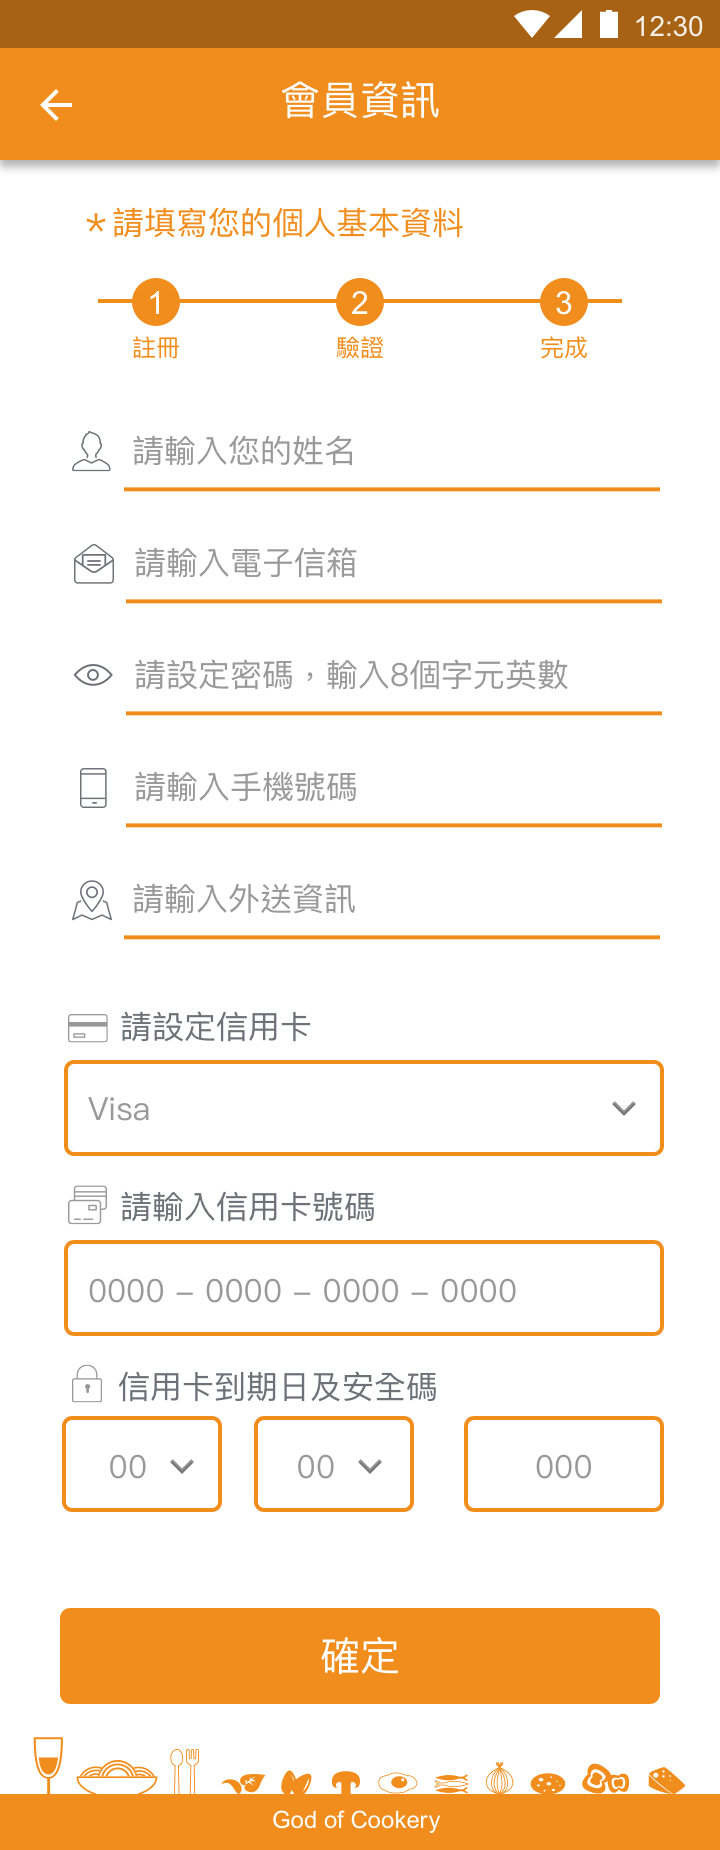 12:30
會員資訊
＊請填寫您的個人基本資料
1 2 3
註冊 驗證 完成
請輸入您的姓名
請輸入電子信箱
請設定密碼，輸入8個字元英數
請輸入手機號碼
請輸入外送資訊
請設定信用卡
Visa
請輸入信用卡號碼
0000 – 0000 – 0000 – 0000
信用卡到期日及安全碼
00 00 000
確定
God of Cookery